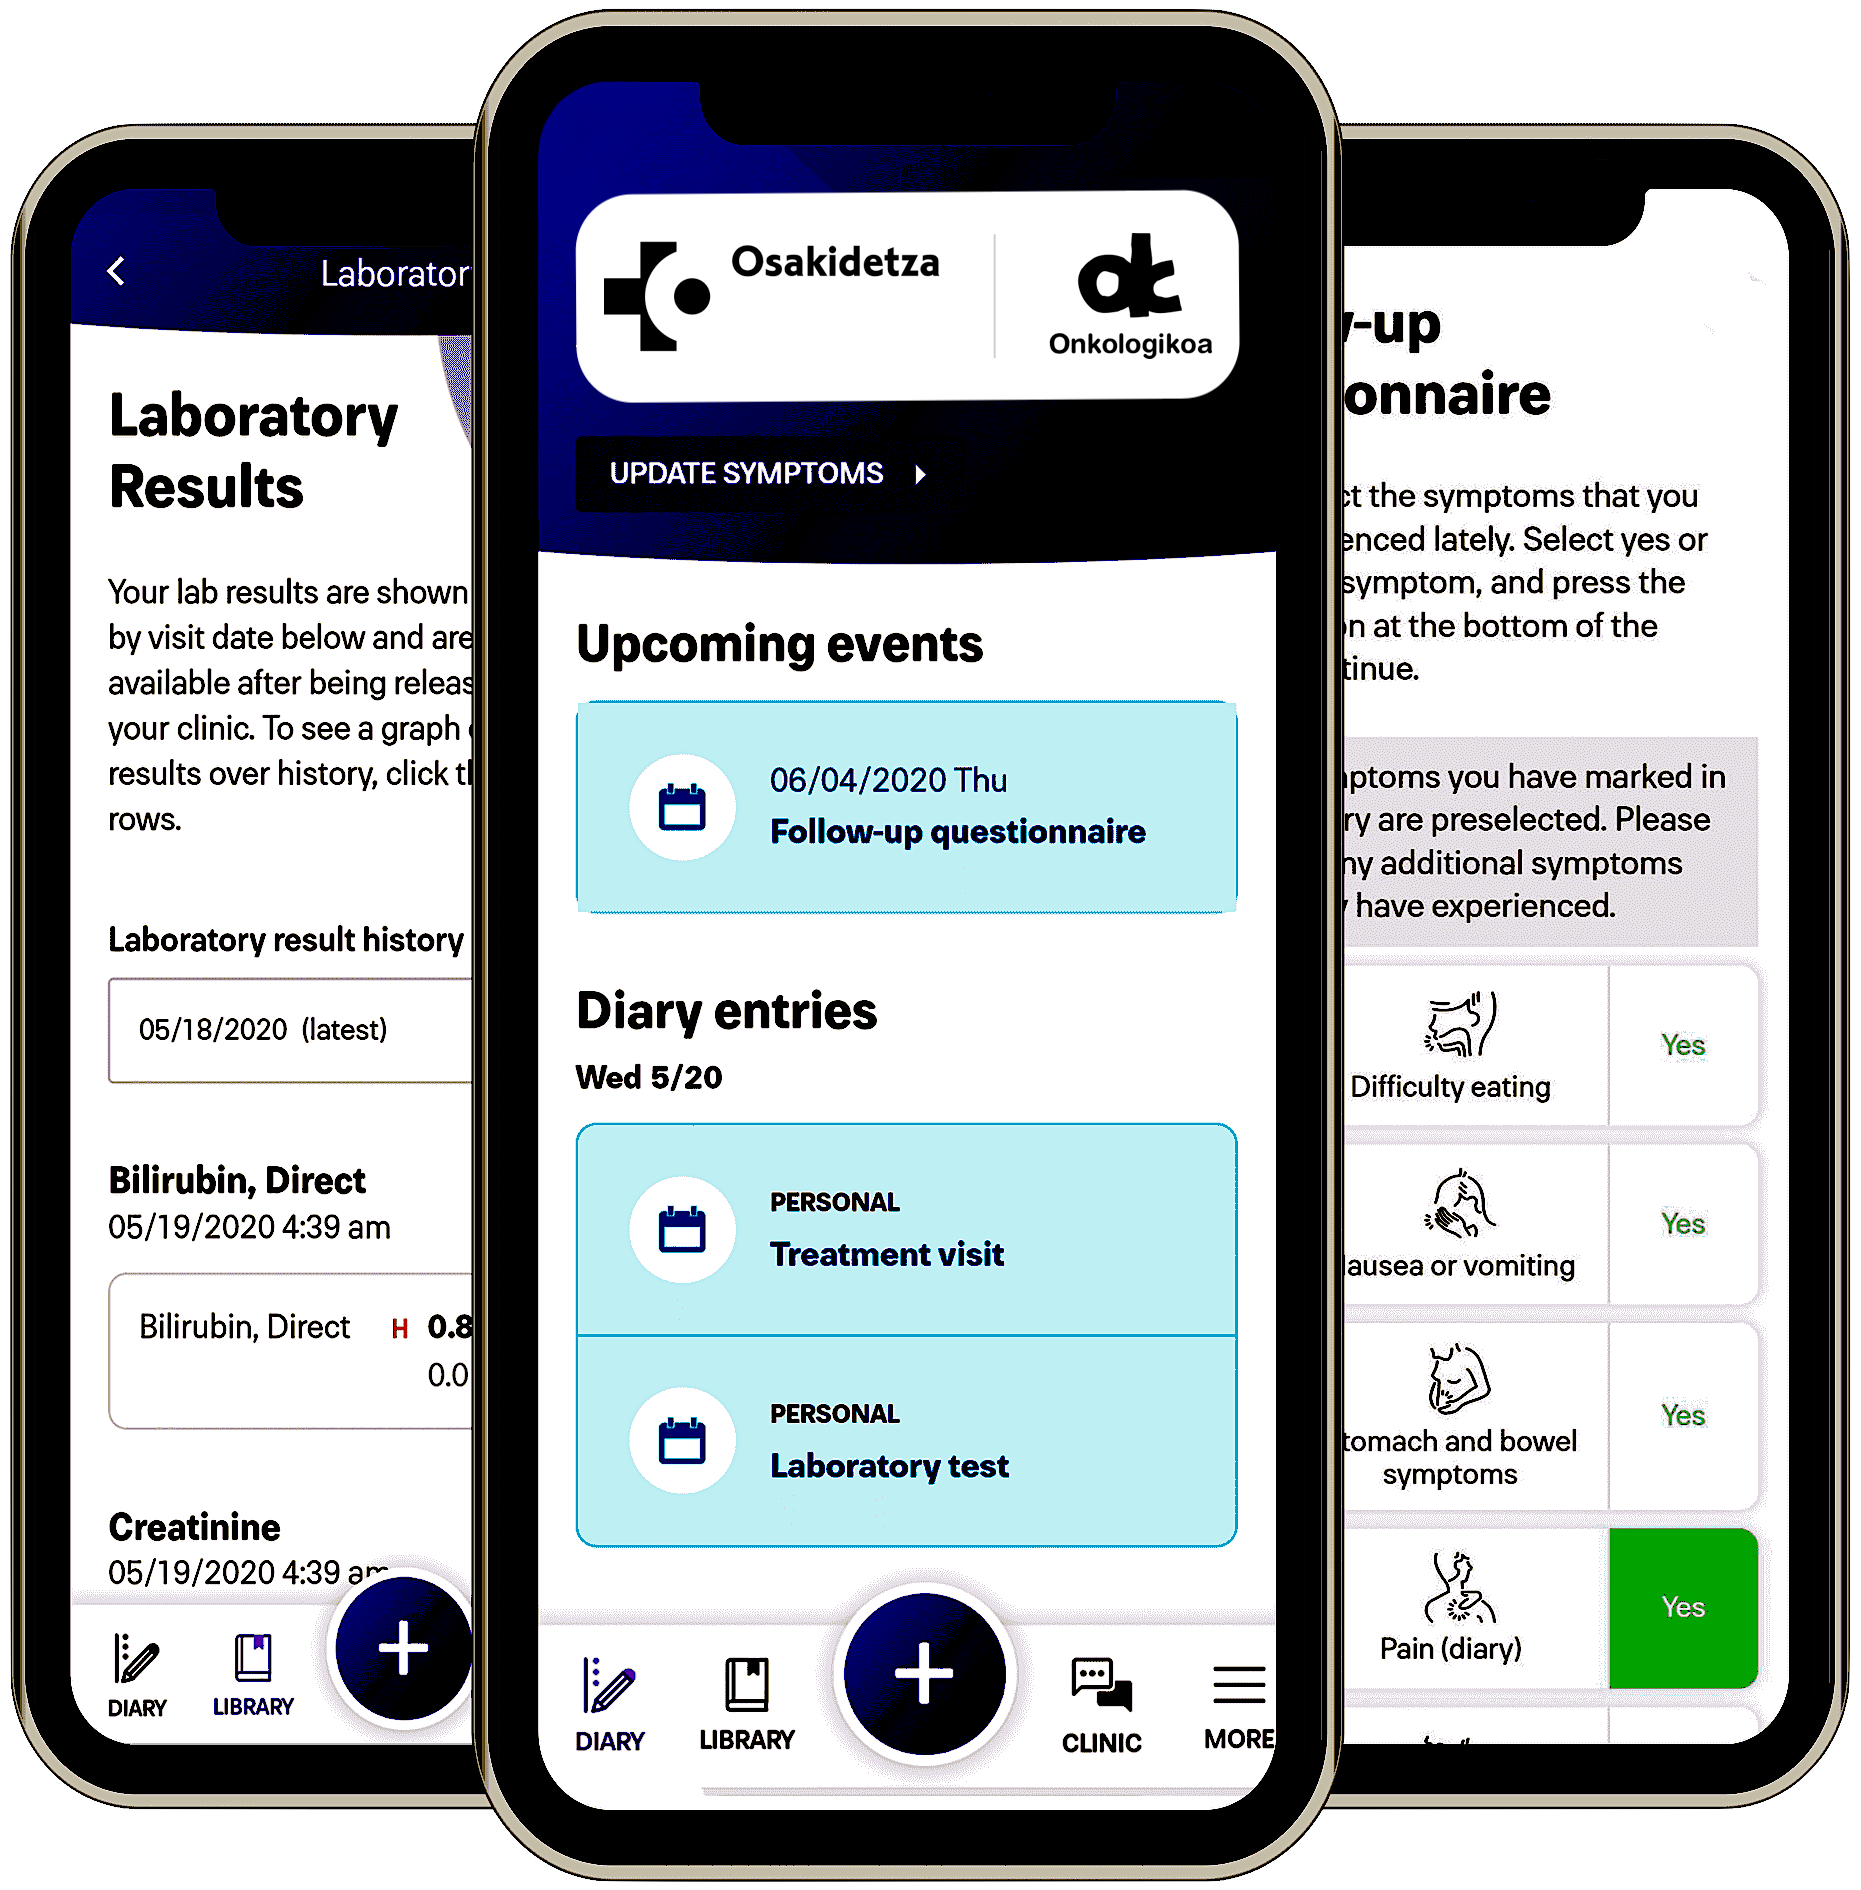 Laborator
Laboratory
Results
Your lab results are shown
by visit date below and are
available after being releas
your clinic. To see a graph
results over history, click
rows.
Laboratory result history
05/18/2020 (latest)
Bilirubin, Direct
05/19/2020 4:39 am
Bilirubin, Direct H 0.8
0.0
Creatinine
05/19/2020 4:39 am
DIARY
LIBRARY
Osakidetza
Onkologikoa
UPDATE SYMPTOMS
Upcoming events
06/04/2020 Thu
Follow-up questionnaire
Diary entries
Wed 5/20
PERSONAL
Treatment visit
PERSONAL
Laboratory test
DIARY
LIBRARY
CLINIC
MORE
-up
onnaire
ct the symptoms that you
enced lately. Select yes or
symptom, and press the
n at the bottom of the
tinue.
ptoms you have marked in
ry are preselected. Please
ny additional symptoms
have experienced.
Difficulty eating
Yes
ausea or vomiting
Yes
tomach and bowel
symptoms
Yes
Pain (diary)
Yes